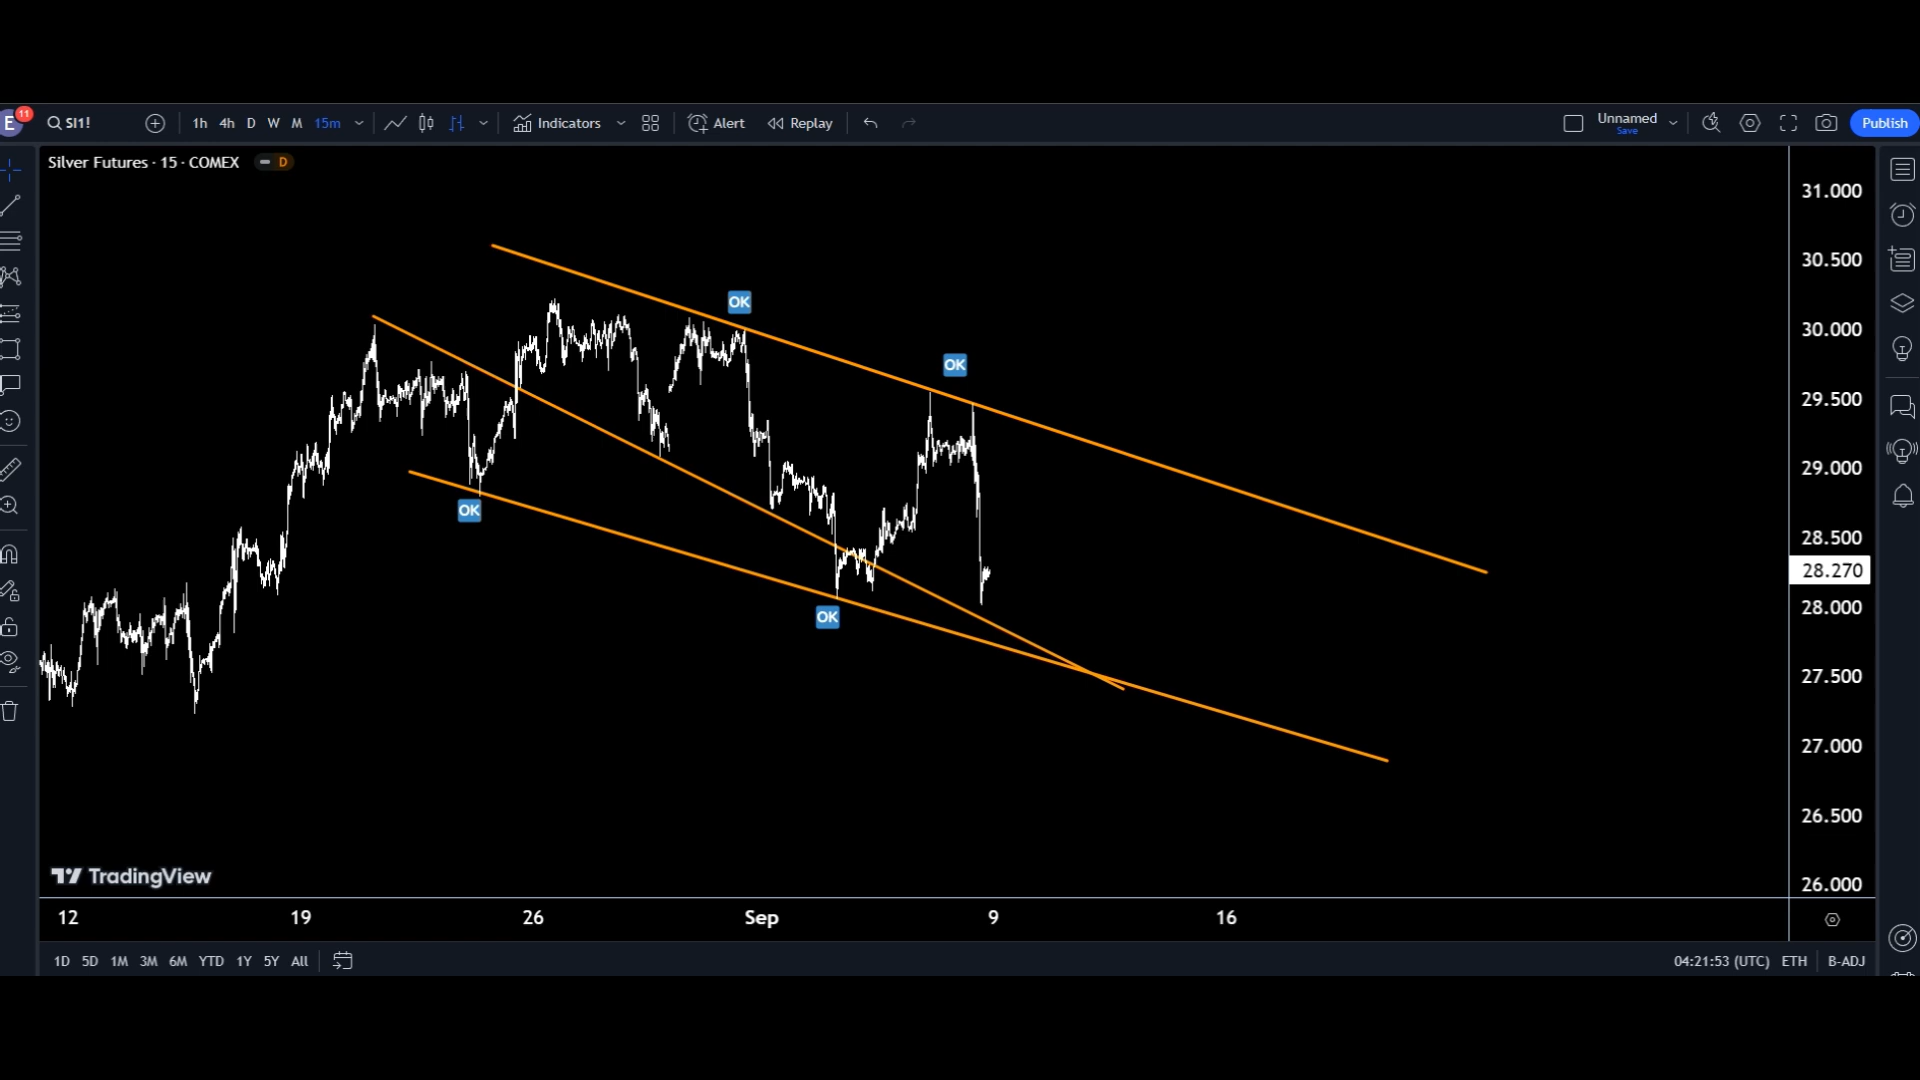 E 11 SI1! 1h 4h D W M 15m Indicators Alert Replay Unnamed Save Publish
Silver Futures · 15 · COMEX D
31.000
30.500
30.000
29.500
29.000
28.500
28.270
28.000
27.500
27.000
26.500
26.000
OK
OK
OK
OK
TradingView
12 19 26 Sep 9 16
1D 5D 1M 3M 6M YTD 1Y 5Y All 04:21:53 (UTC) ETH B-ADJ